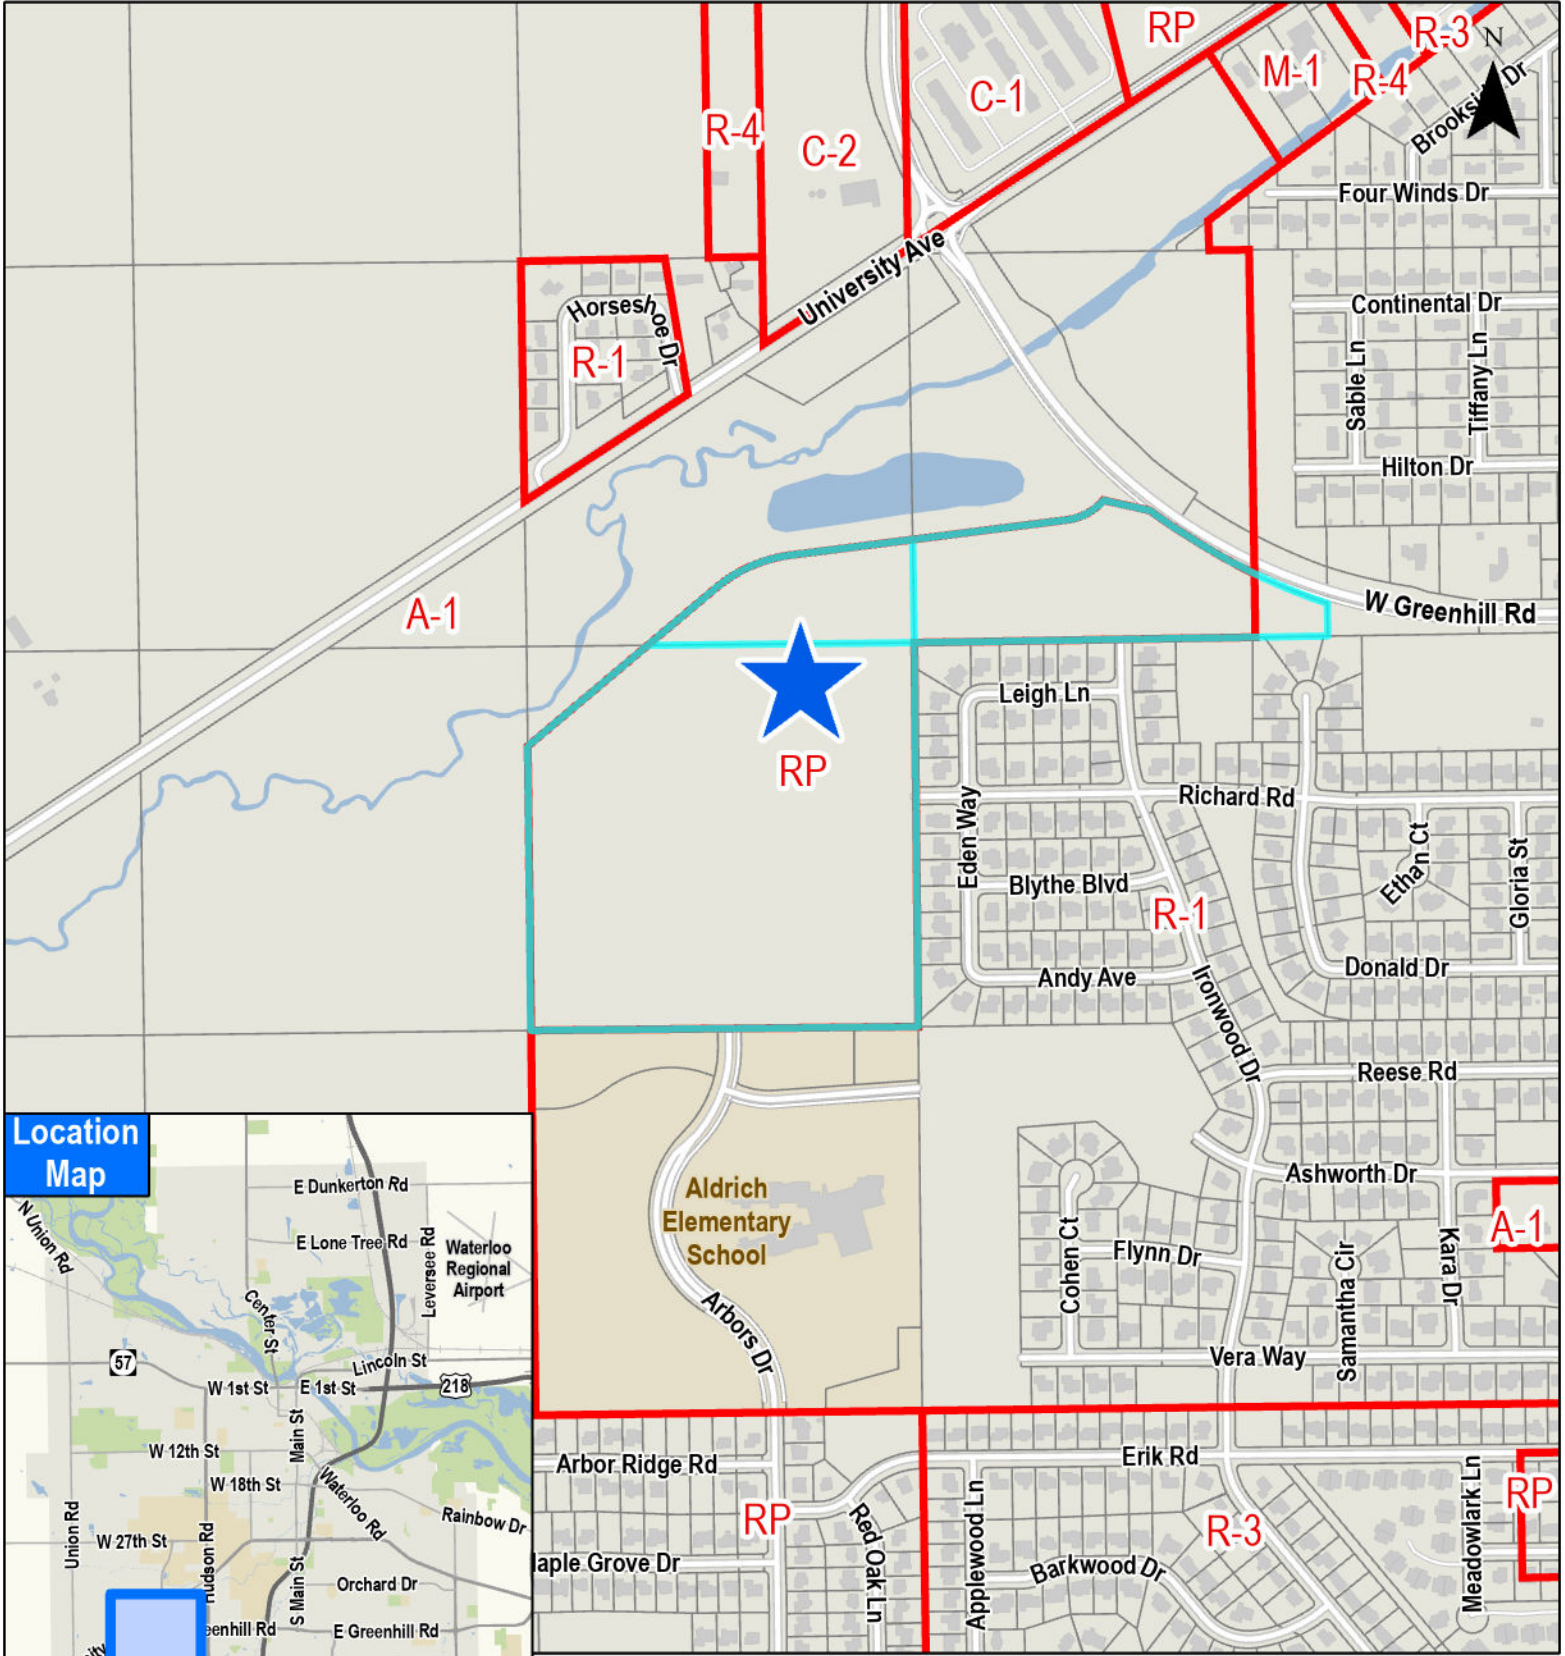 RP
R-3
N
M-1
R-4
C-1
Brookside Dr
R-4
C-2
Four Winds Dr
University Ave
Horseshoe Dr
Continental Dr
R-1
Sable Ln
Tiffany Ln
Hilton Dr
A-1
W Greenhill Rd
Leigh Ln
RP
Richard Rd
Eden Way
Ethan Ct
Gloria St
Blythe Blvd
R-1
Donald Dr
Andy Ave
Ironwood Dr
Reese Rd
Ashworth Dr
Aldrich
Elementary
School
A-1
Cohen Ct
Flynn Dr
Samantha Cir
Kara Dr
Arbors Dr
Vera Way
Arbor Ridge Rd
Erik Rd
RP
Red Oak Ln
Applewood Ln
R-3
Meadowlark Ln
RP
Barkwood Dr
Location
Map
E Dunkerton Rd
N Union Rd
E Lone Tree Rd
Leversee Rd
Waterloo
Regional
Airport
Center St
57
Lincoln St
W 1st St
E 1st St
218
Main St
W 12th St
W 18th St
Waterloo Rd
Rainbow Dr
Union Rd
W 27th St
Hudson Rd
S Main St
Orchard Dr
eenhill Rd
E Greenhill Rd